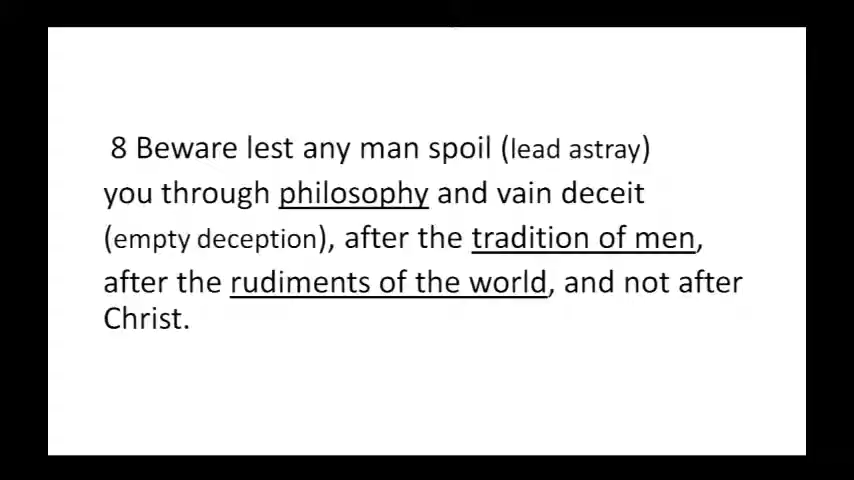 8 Beware lest any man spoil (lead astray)
you through philosophy and vain deceit
(empty deception), after the tradition of men,
after the rudiments of the world, and not after
Christ.